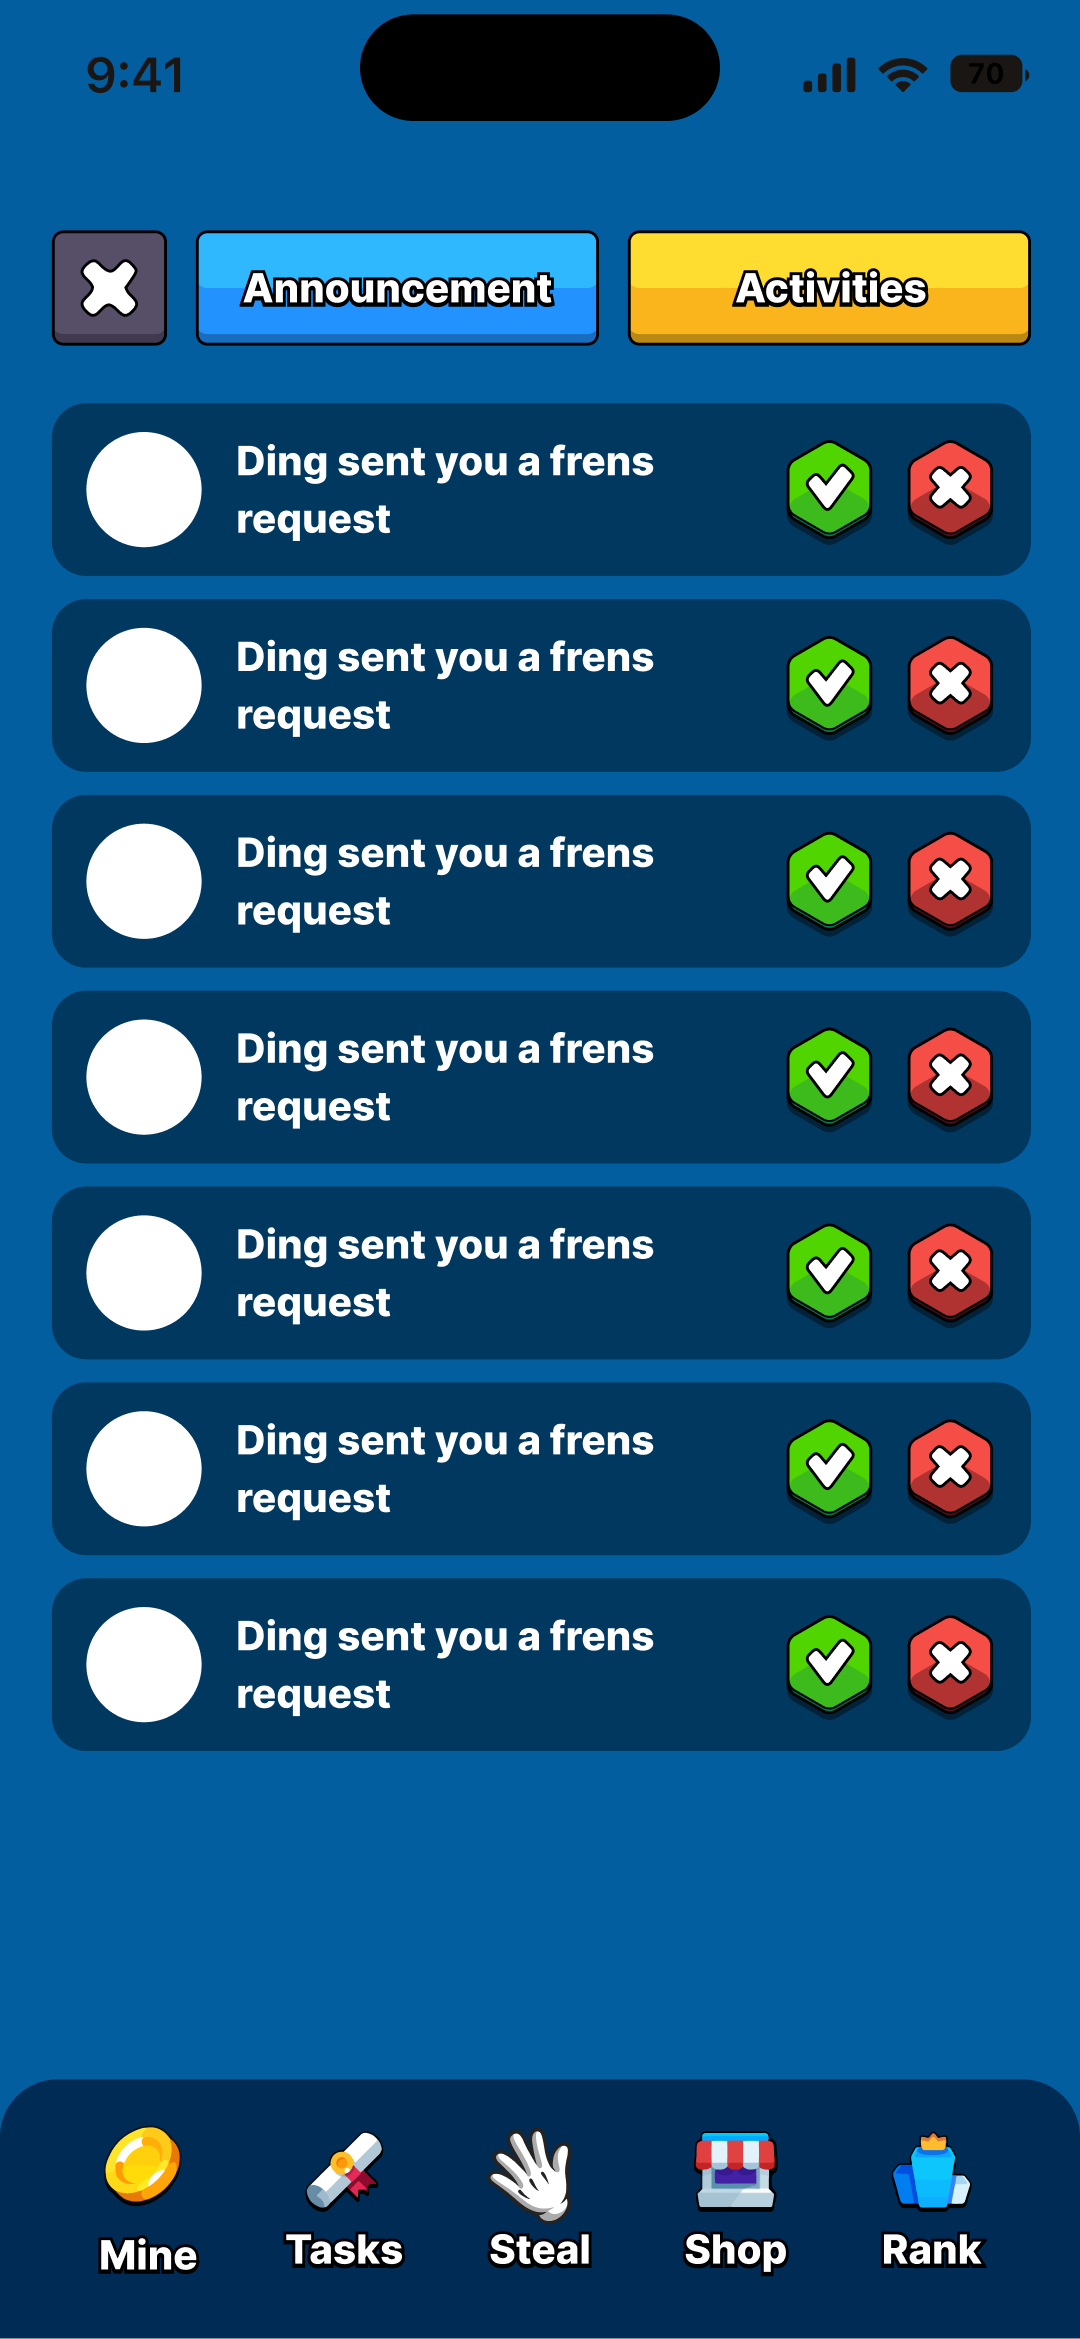 9:41
70
Announcement
Activities
Ding sent you a frens
request
Ding sent you a frens
request
Ding sent you a frens
request
Ding sent you a frens
request
Ding sent you a frens
request
Ding sent you a frens
request
Ding sent you a frens
request
Mine
Tasks
Steal
Shop
Rank